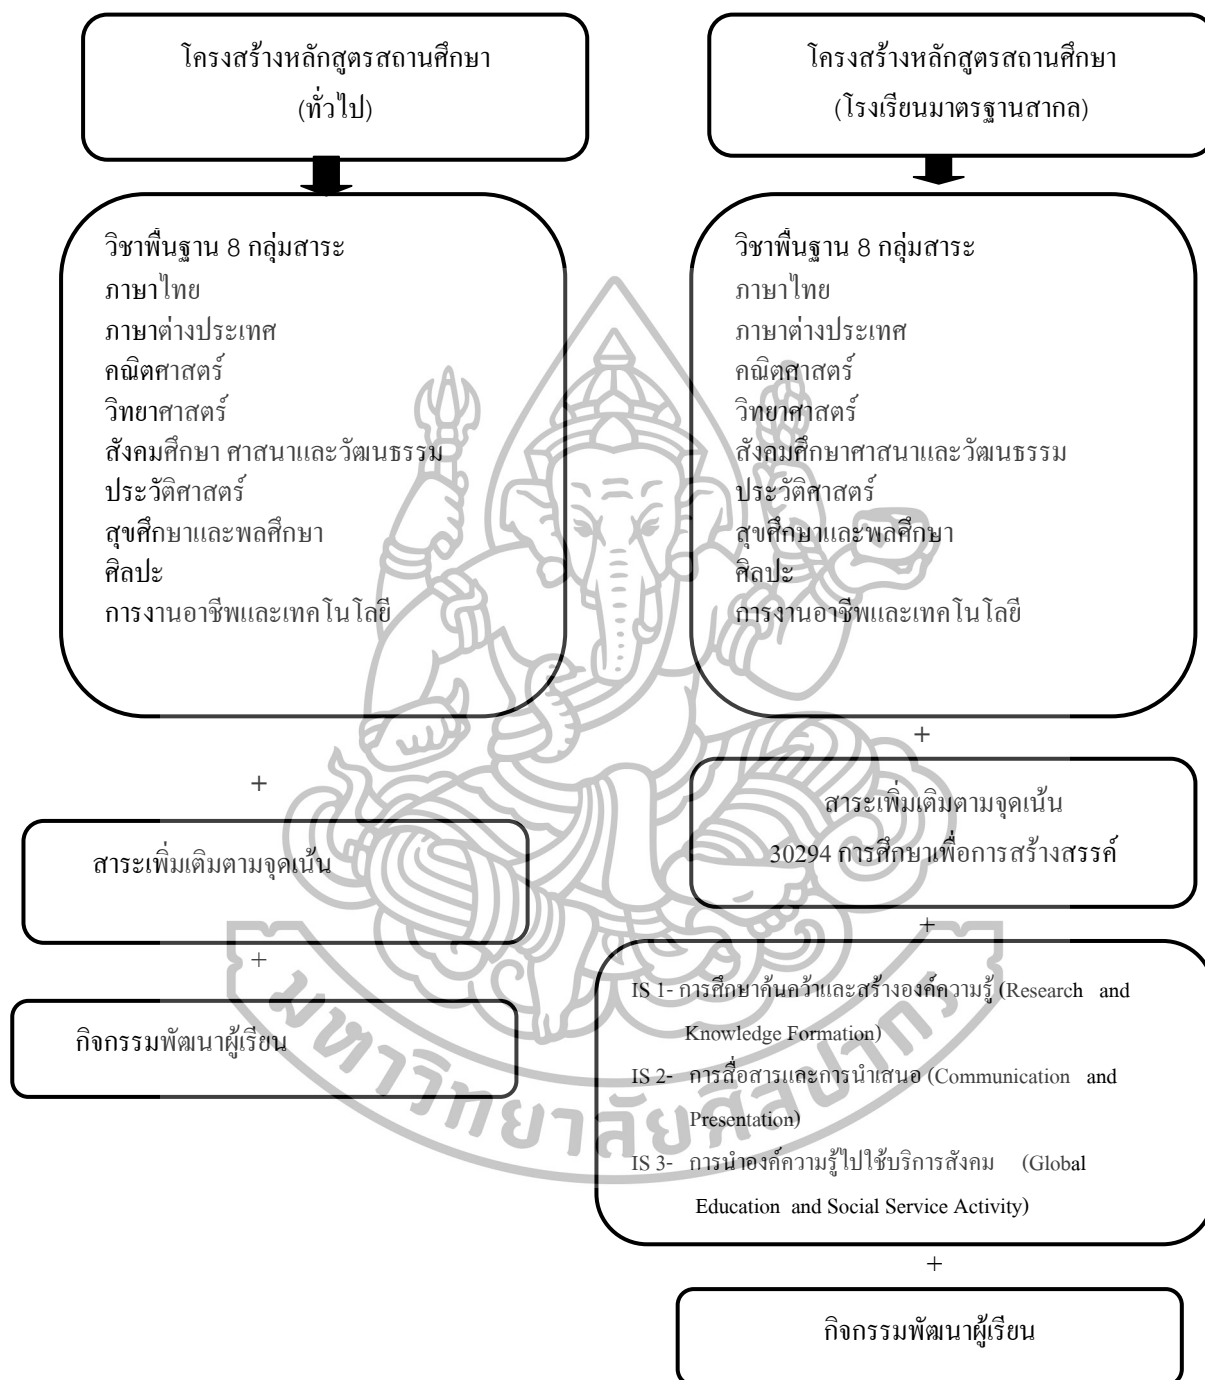 โครงสร้างหลักสูตรสถานศึกษา
(ทั่วไป)
วิชาพื้นฐาน 8 กลุ่มสาระ
ภาษาไทย
ภาษาต่างประเทศ
คณิตศาสตร์
วิทยาศาสตร์
สังคมศึกษา ศาสนาและวัฒนธรรม
ประวัติศาสตร์
สุขศึกษาและพลศึกษา
ศิลปะ
การงานอาชีพและเทคโนโลยี
+
สาระเพิ่มเติมตามจุดเน้น
+
กิจกรรมพัฒนาผู้เรียน
โครงสร้างหลักสูตรสถานศึกษา
(โรงเรียนมาตรฐานสากล)
วิชาพื้นฐาน 8 กลุ่มสาระ
ภาษาไทย
ภาษาต่างประเทศ
คณิตศาสตร์
วิทยาศาสตร์
สังคมศึกษาศาสนาและวัฒนธรรม
ประวัติศาสตร์
สุขศึกษาและพลศึกษา
ศิลปะ
การงานอาชีพและเทคโนโลยี
+
สาระเพิ่มเติมตามจุดเน้น
30294 การศึกษาเพื่อการสร้างสรรค์
+
IS 1- การศึกษาค้นคว้าและสร้างองค์ความรู้ (Research and
Knowledge Formation)
IS 2- การสื่อสารและการนำเสนอ (Communication and
Presentation)
IS 3- การนำองค์ความรู้ไปใช้บริการสังคม (Global
Education and Social Service Activity)
+
กิจกรรมพัฒนาผู้เรียน
มหาวิทยาลัยศิลปากร